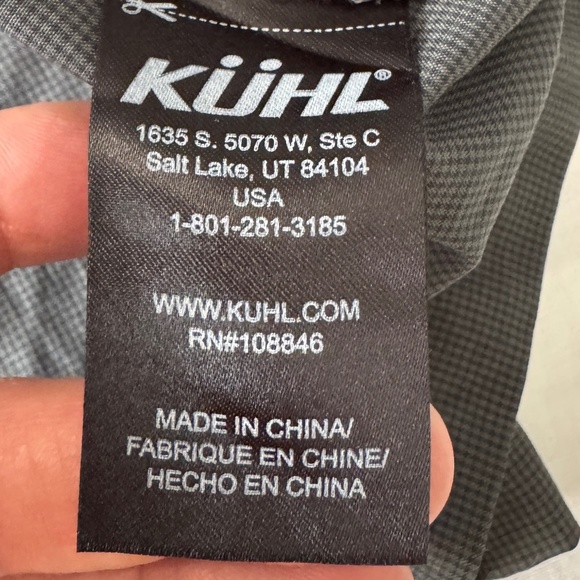 KÜHL®
1635 S. 5070 W, Ste C
Salt Lake, UT 84104
USA
1-801-281-3185
WWW.KUHL.COM
RN#108846
MADE IN CHINA/
FABRIQUE EN CHINE/
HECHO EN CHINA